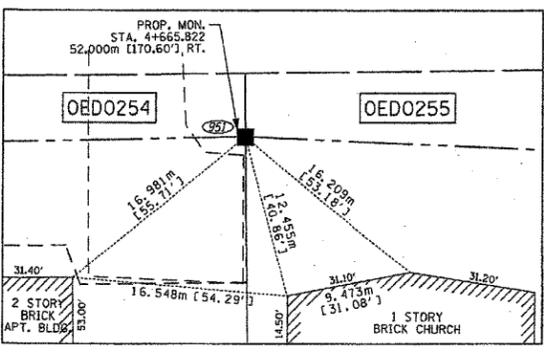 PROP. MON.
STA. 4+665.822
52.000m [170.60'] RT.
OED0254
OED0255
951
16.981m
[55.71']
16.209m
[53.18']
12.455m
[40.86']
31.40'
16.548m [54.29']
31.10'
9.473m
[31.08']
31.20'
2 STORY
BRICK
APT. BLDG.
53.00'
14.50'
1 STORY
BRICK CHURCH